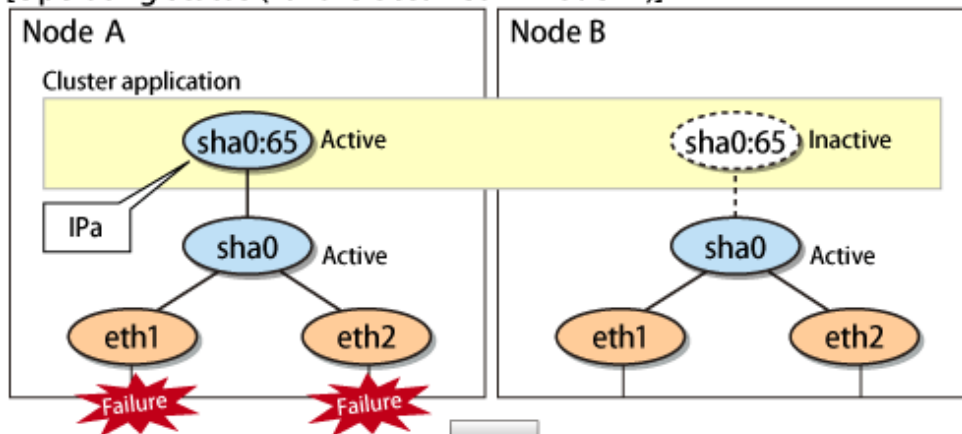 Node A
Node B
Cluster application
sha0:65 Active
sha0:65 Inactive
IPa
sha0 Active
sha0 Active
eth1
eth2
eth1
eth2
Failure
Failure